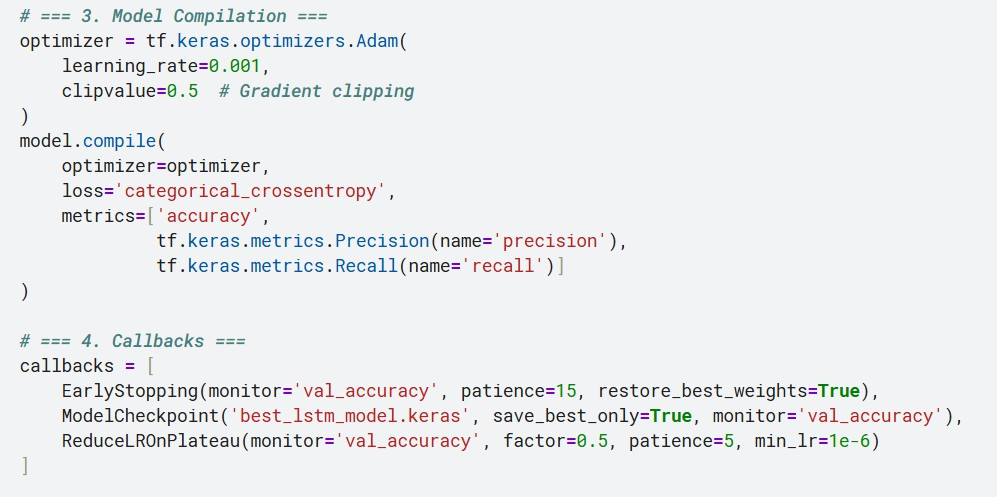 # === 3. Model Compilation ===
optimizer = tf.keras.optimizers.Adam(
    learning_rate=0.001,
    clipvalue=0.5  # Gradient clipping
)
model.compile(
    optimizer=optimizer,
    loss='categorical_crossentropy',
    metrics=['accuracy',
             tf.keras.metrics.Precision(name='precision'),
             tf.keras.metrics.Recall(name='recall')]
)

# === 4. Callbacks ===
callbacks = [
    EarlyStopping(monitor='val_accuracy', patience=15, restore_best_weights=True),
    ModelCheckpoint('best_lstm_model.keras', save_best_only=True, monitor='val_accuracy'),
    ReduceLROnPlateau(monitor='val_accuracy', factor=0.5, patience=5, min_lr=1e-6)
]